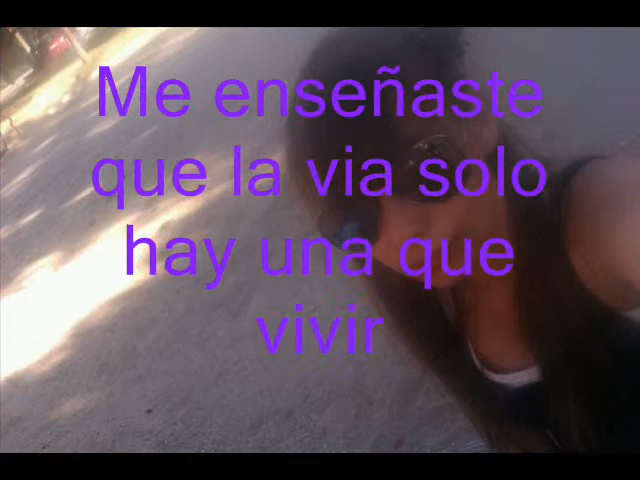 Me enseñaste
que la via solo
hay una que
vivir